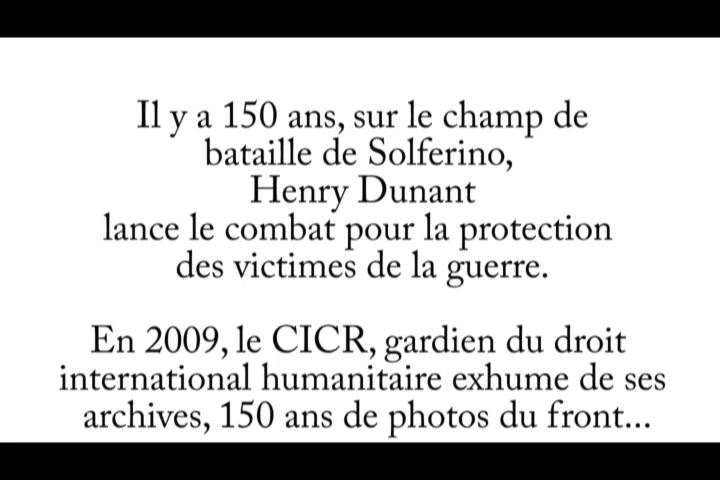 Il y a 150 ans, sur le champ de
bataille de Solferino,
Henry Dunant
lance le combat pour la protection
des victimes de la guerre.
En 2009, le CICR, gardien du droit
international humanitaire exhume de ses
archives, 150 ans de photos du front...